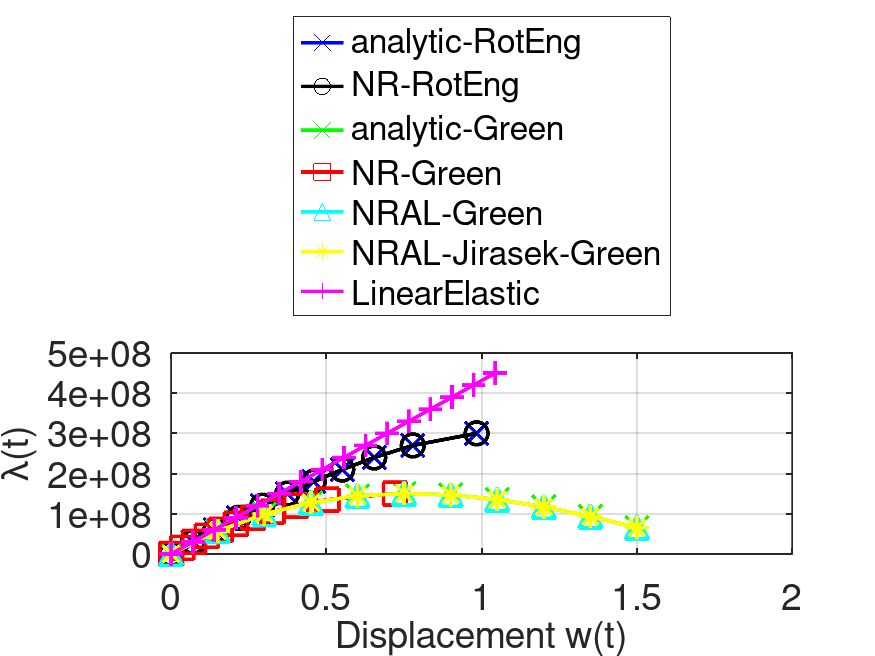 analytic-RotEng
NR-RotEng
analytic-Green
NR-Green
NRAL-Green
NRAL-Jirasek-Green
LinearElastic
5e+08
4e+08
3e+08
2e+08
1e+08
0
λ(t)
0 0.5 1 1.5 2
Displacement w(t)